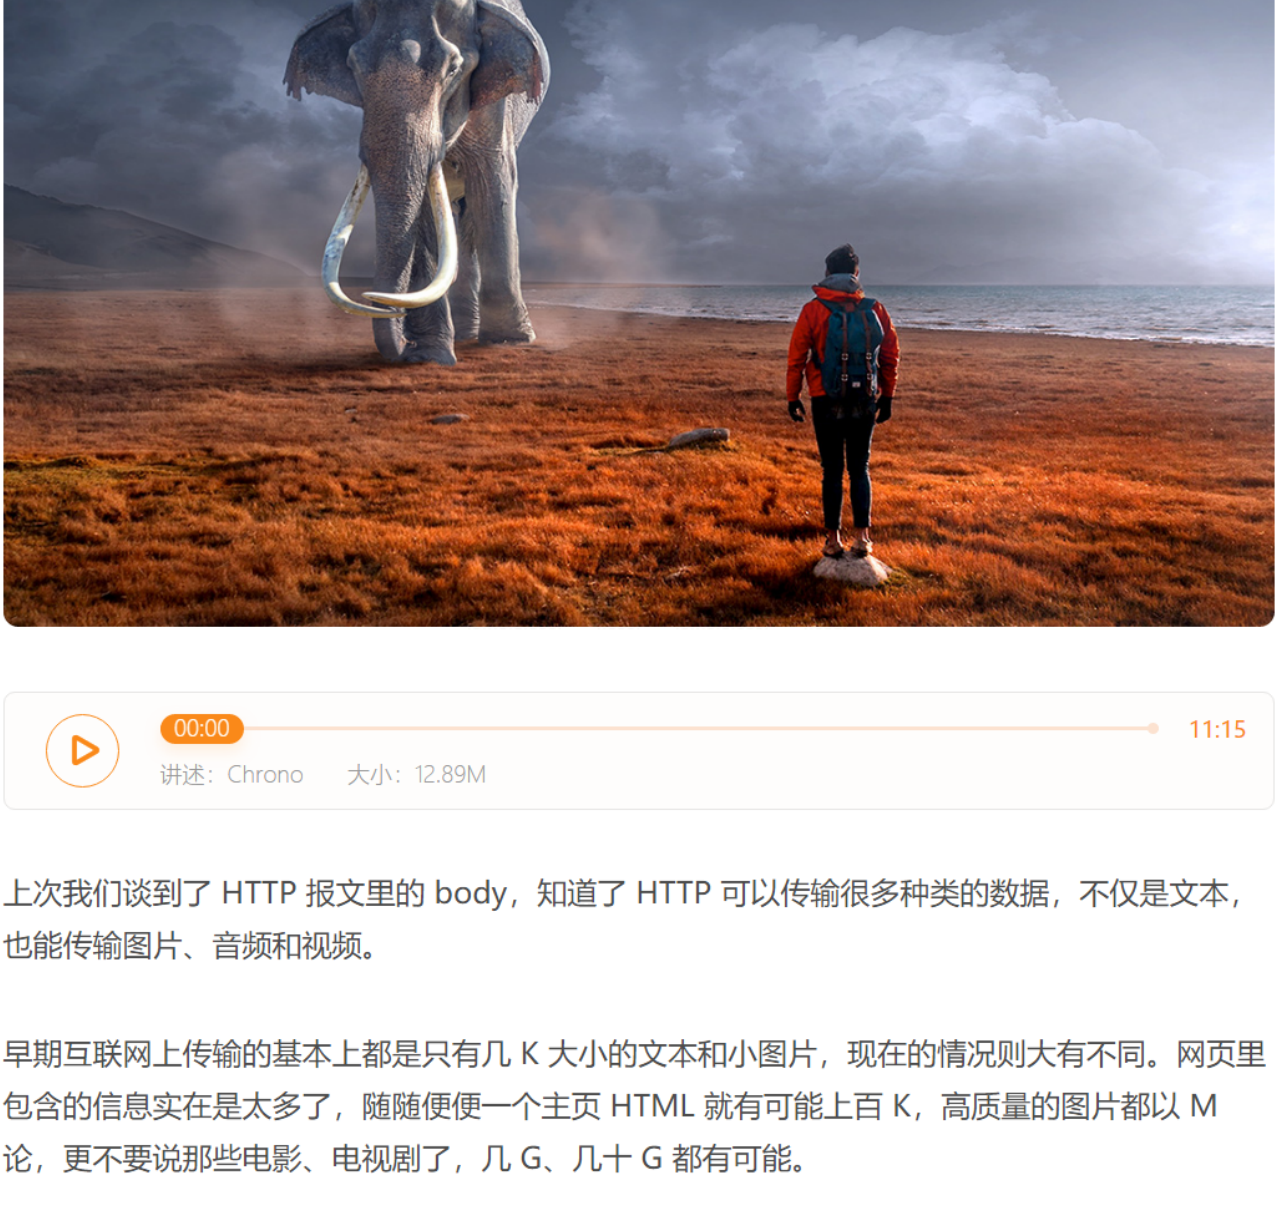 00:00
11:15
讲述：Chrono 大小：12.89M
上次我们谈到了 HTTP 报文里的 body，知道了 HTTP 可以传输很多种类的数据，不仅是文本，
也能传输图片、音频和视频。
早期互联网上传输的基本上都是只有几 K 大小的文本和小图片，现在的情况则大有不同。网页里
包含的信息实在是太多了，随随便便一个主页 HTML 就有可能上百 K，高质量的图片都以 M
论，更不要说那些电影、电视剧了，几 G、几十 G 都有可能。